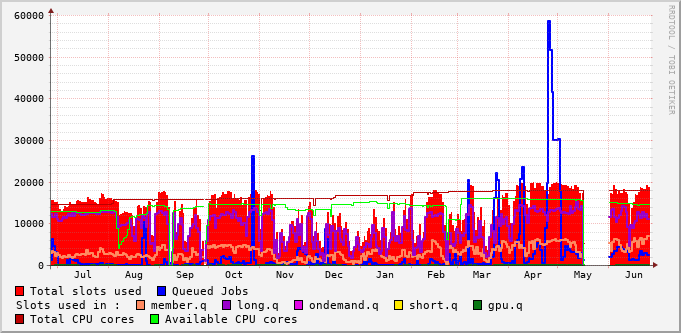 RRDTOOL / TOBI OETIKER
60000
50000
40000
30000
20000
10000
0
Jul Aug Sep Oct Nov Dec Jan Feb Mar Apr May Jun
Total slots used Queued Jobs
Slots used in : member.q long.q ondemand.q short.q gpu.q
Total CPU cores Available CPU cores